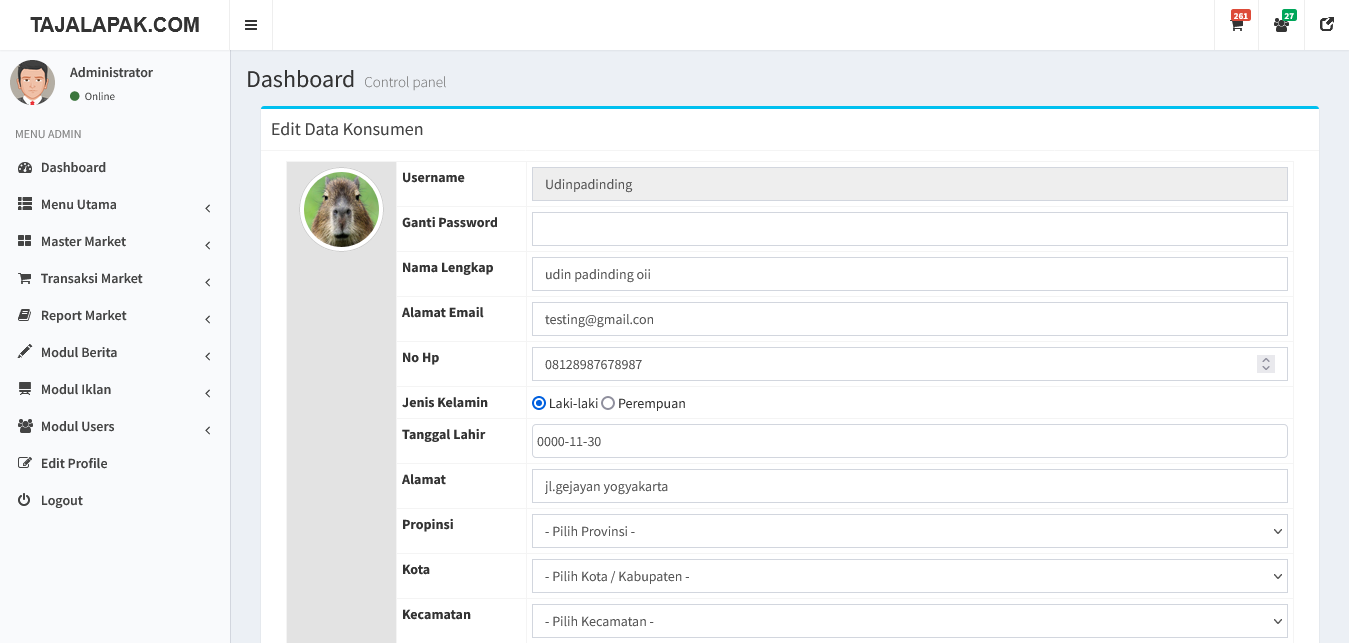 TAJALAPAK.COM
261
27
Administrator
Online
MENU ADMIN
Dashboard
Menu Utama
Master Market
Transaksi Market
Report Market
Modul Berita
Modul Iklan
Modul Users
Edit Profile
Logout
Dashboard Control panel
Edit Data Konsumen
Username Udinpadinding
Ganti Password
Nama Lengkap udin padinding oii
Alamat Email testing@gmail.con
No Hp 08128987678987
Jenis Kelamin Laki-laki Perempuan
Tanggal Lahir 0000-11-30
Alamat jl.gejayan yogyakarta
Propinsi - Pilih Provinsi -
Kota - Pilih Kota / Kabupaten -
Kecamatan - Pilih Kecamatan -